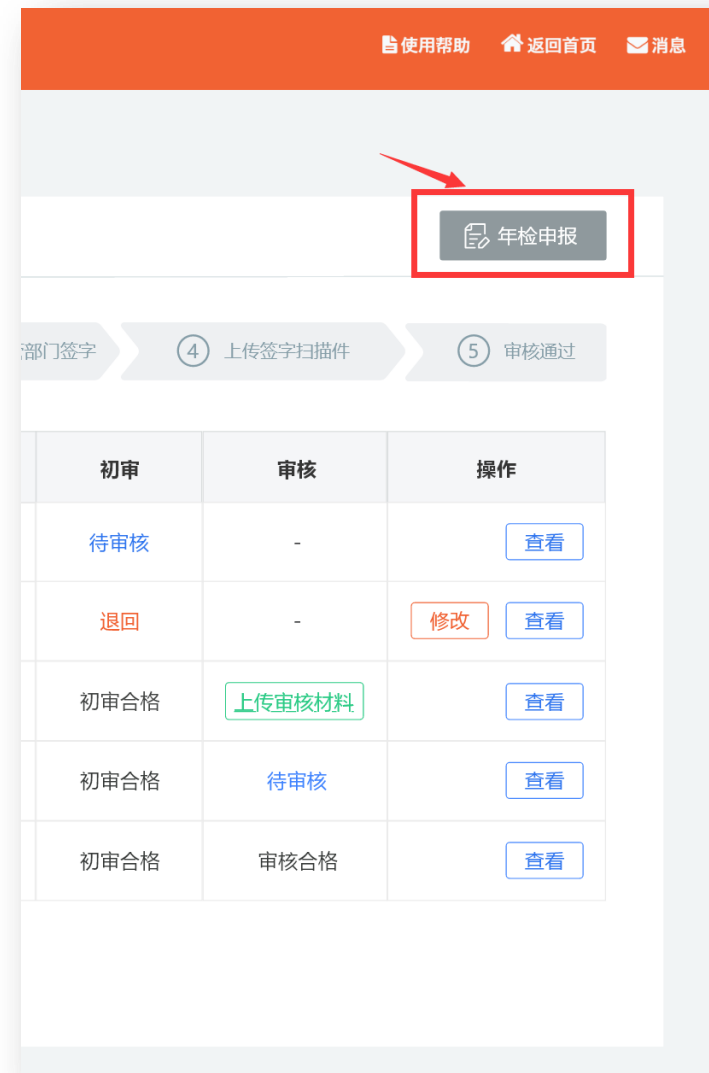 使用帮助 返回首页 消息
年检申报
部门签字 4 上传签字扫描件 5 审核通过
初审 审核 操作
待审核 - 查看
退回 - 修改 查看
初审合格 上传审核材料 查看
初审合格 待审核 查看
初审合格 审核合格 查看